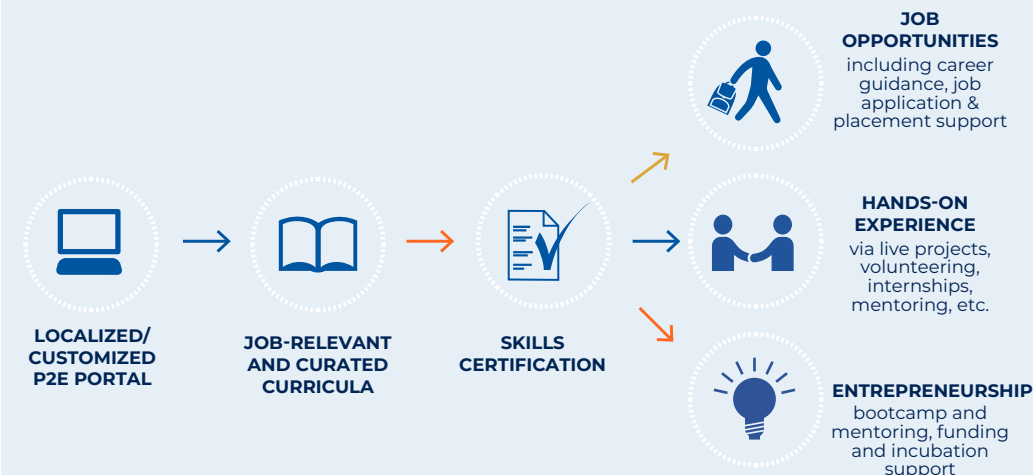 LOCALIZED/
CUSTOMIZED
P2E PORTAL
JOB-RELEVANT
AND CURATED
CURRICULA
SKILLS
CERTIFICATION
JOB
OPPORTUNITIES
including career
guidance, job
application &
placement support
HANDS-ON
EXPERIENCE
via live projects,
volunteering,
internships,
mentoring, etc.
ENTREPRENEURSHIP
bootcamp and
mentoring, funding
and incubation
support